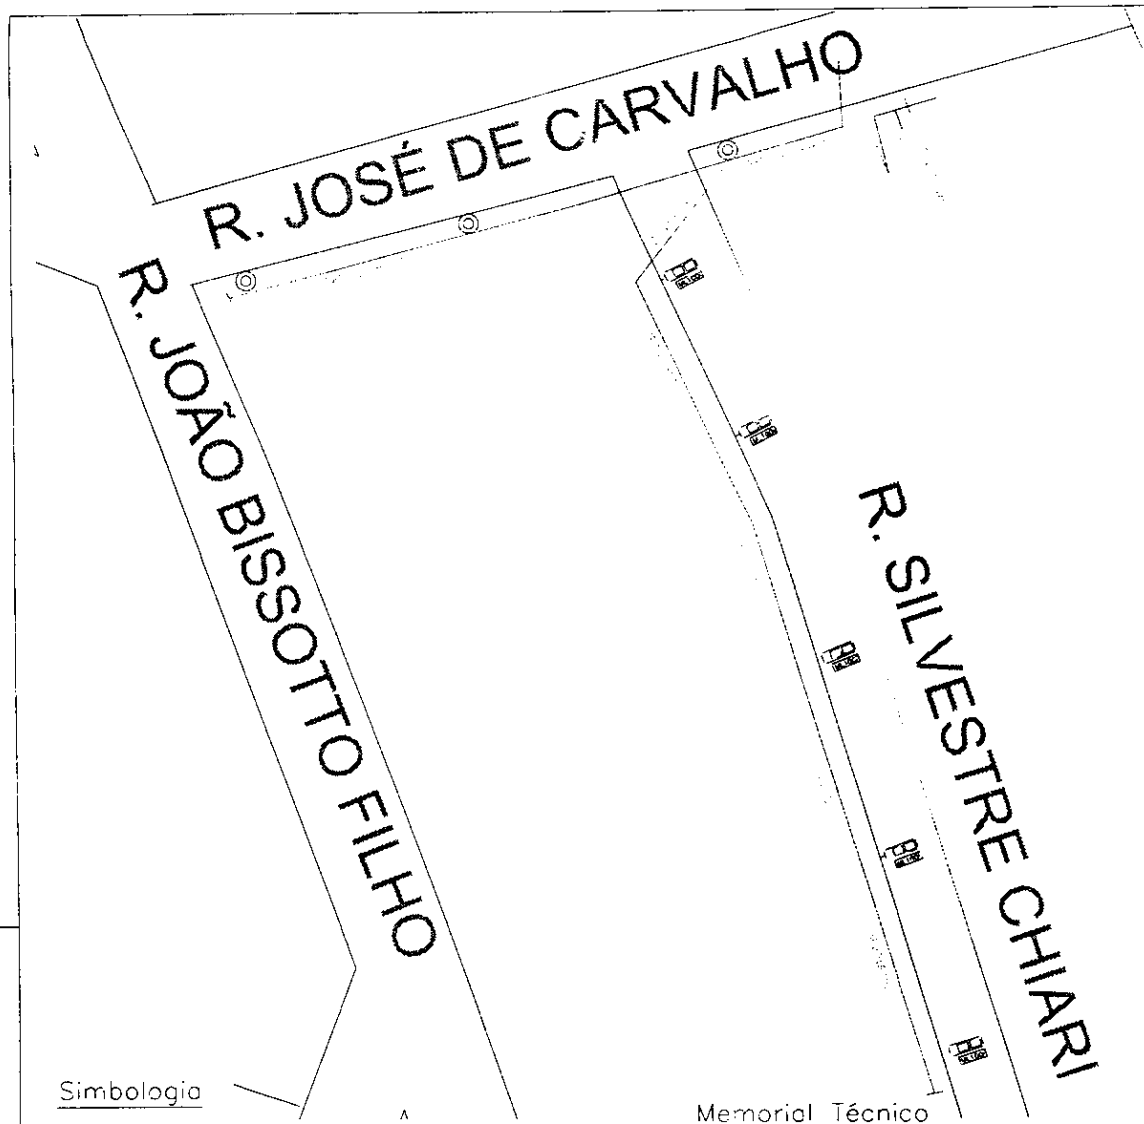 R. JOSÉ DE CARVALHO
R. JOÃO BISSOTTO FILHO
R. SILVESTRE CHIARI
Simbologia
Memorial Técnico